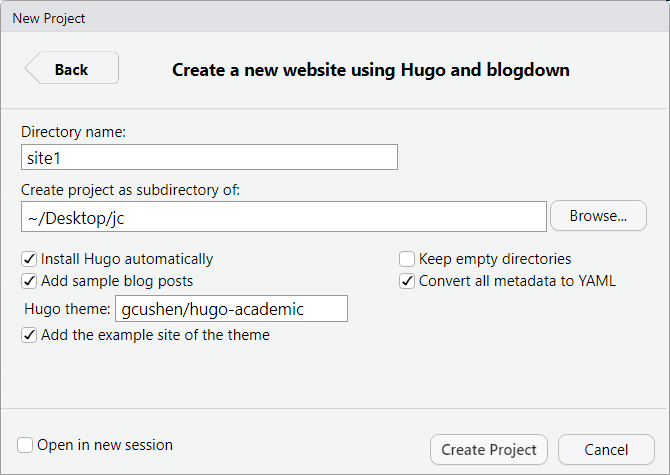 New Project
Back
Create a new website using Hugo and blogdown
Directory name:
site1
Create project as subdirectory of:
~/Desktop/jc
Browse...
Install Hugo automatically
Keep empty directories
Add sample blog posts
Convert all metadata to YAML
Hugo theme: gcushen/hugo-academic
Add the example site of the theme
Open in new session
Create Project
Cancel